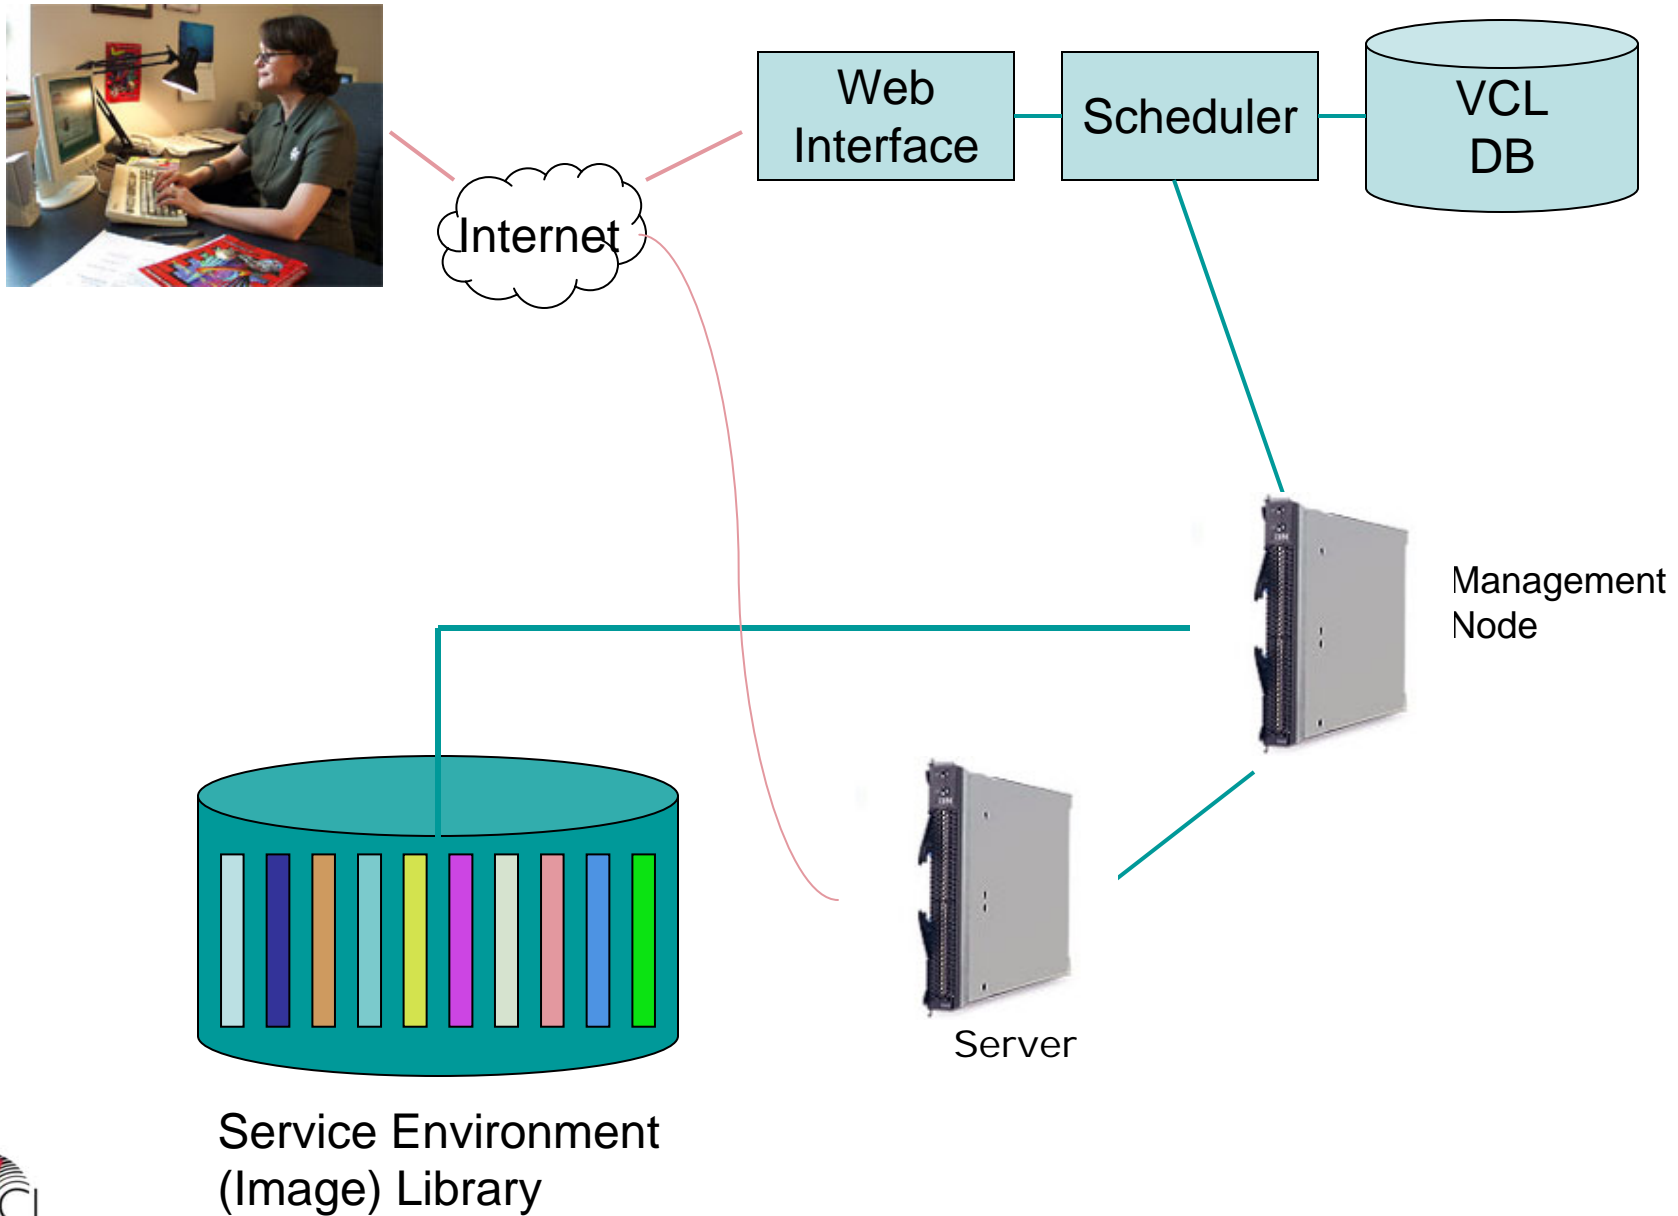 Web
Interface
Scheduler
VCL
DB
Internet
Management
Node
Server
Service Environment
(Image) Library